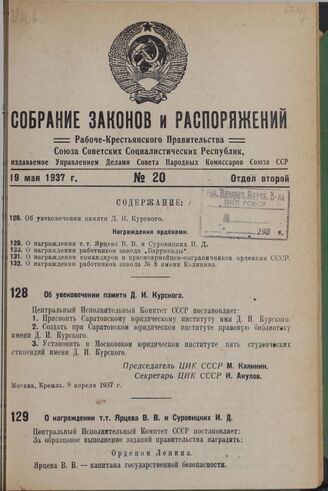 СОБРАНИЕ ЗАКОНОВ и РАСПОРЯЖЕНИЙ
Рабоче-Крестьянского Правительства
Союза Советских Социалистических Республик,
издаваемое Управлением Делами Совета Народных Комиссаров Союза ССР
19 мая 1937 г.
№ 20
Отдел второй
СОДЕРЖАНИЕ:
128. Об увековечении памяти Д. И. Курского.
Награждения орденами.
129. О награждении т.т. Ярцева В. В. и Суровицких И. Д.
130. О награждении работников завода „Баррикады".
131. О награждении командиров и красноармейцев-пограничников орденами СССР.
132. О награждении работников завода № 8 имени Калинина.
193 г.
128 Об увековечении памяти Д. И. Курского.
Центральный Исполнительный Комитет СССР постановляет:
1. Присвоить Саратовскому юридическому институту имя Д. И. Курского.
2. Создать при Саратовском юридическом институте правовую библиотеку
имени Д. И. Курского.
3. Установить в Московском юридическом институте пять студенческих
стипендий имени Д. И. Курского.
Председатель ЦИК СССР М. Калинин.
Секретарь ЦИК СССР И. Акулов.
Москва, Кремль. 9 апреля 1937 г.
129 О награждении т.т. Ярцева В. В. и Суровицких И. Д.
Центральный Исполнительный Комитет СССР постановляет:
За образцовое выполнение заданий правительства наградить:
Орденом Ленина.
Ярцева В. В. — капитана государственной безопасности.